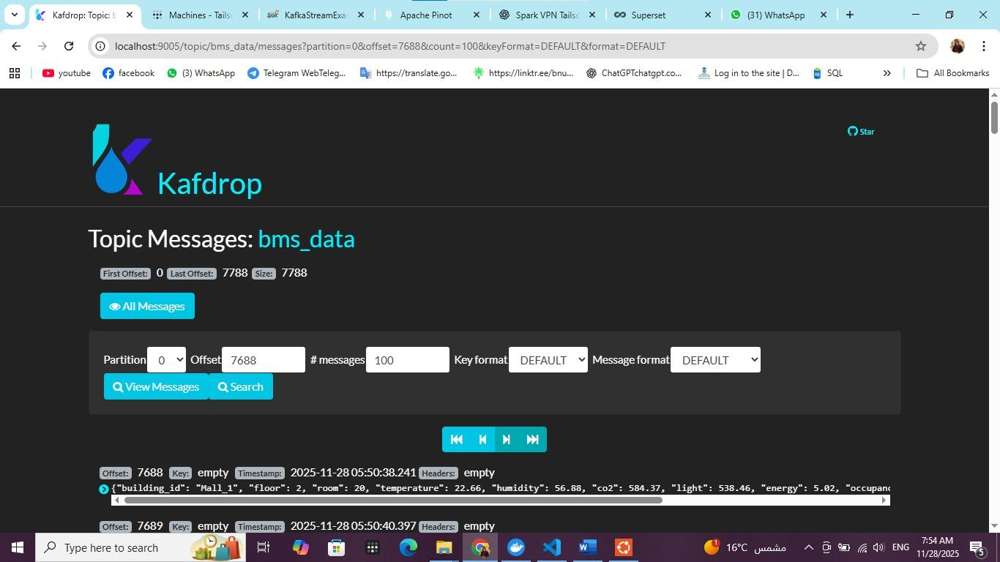 Kafdrop: Topic: b
Machines - Tails
KafkaStreamExa
Apache Pinot
Spark VPN Tailsc
Superset
(31) WhatsApp
localhost:9005/topic/bms_data/messages?partition=0&offset=7688&count=100&keyFormat=DEFAULT&format=DEFAULT
youtube
facebook
(3) WhatsApp
Telegram WebTeleg...
https://translate.go...
https://linktr.ee/bnu...
ChatGPTchatgpt.co...
Log in to the site | D...
SQL
All Bookmarks
Star
Kafdrop
Topic Messages: bms_data
First Offset: 0 Last Offset: 7788 Size: 7788
All Messages
Partition 0 Offset 7688 # messages 100 Key format DEFAULT Message format DEFAULT
View Messages Search
Offset: 7688 Key: empty Timestamp: 2025-11-28 05:50:38.241 Headers: empty
{"building_id": "Mall_1", "floor": 2, "room": 20, "temperature": 22.66, "humidity": 56.88, "co2": 584.37, "light": 538.46, "energy": 5.02, "occupanc
Offset: 7689 Key: empty Timestamp: 2025-11-28 05:50:40.397 Headers: empty
Type here to search
16°C مشمس
ENG
7:54 AM
11/28/2025
5